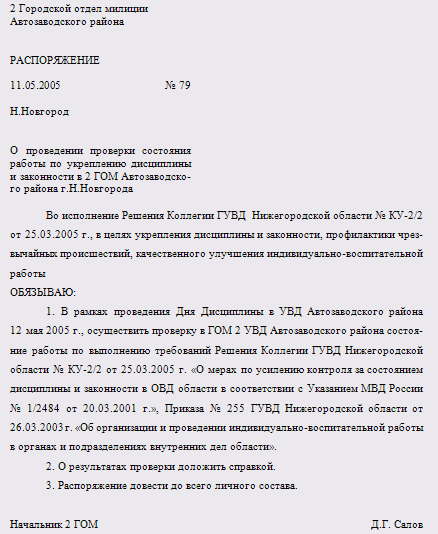 2 Городской отдел милиции
Автозаводского района
РАСПОРЯЖЕНИЕ
11.05.2005 № 79
Н.Новгород
О проведении проверки состояния
работы по укреплению дисциплины
и законности в 2 ГОМ Автозаводско-
го района г.Н.Новгорода
Во исполнение Решения Коллегии ГУВД Нижегородской области № КУ-2/2
от 25.03.2005 г., в целях укрепления дисциплины и законности, профилактики чрез-
вычайных происшествий, качественного улучшения индивидуально-воспитательной
работы
ОБЯЗЫВАЮ:
1. В рамках проведения Дня Дисциплины в УВД Автозаводского района
12 мая 2005 г., осуществить проверку в ГОМ 2 УВД Автозаводского района состоя-
ние работы по выполнению требований Решения Коллегии ГУВД Нижегородской
области № КУ-2/2 от 25.03.2005 г. «О мерах по усилению контроля за состоянием
дисциплины и законности в ОВД области в соответствии с Указанием МВД России
№ 1/2484 от 20.03.2001 г.», Приказа № 255 ГУВД Нижегородской области от
26.03.2003 г. «Об организации и проведении индивидуально-воспитательной работы
в органах и подразделениях внутренних дел области».
2. О результатах проверки доложить справкой.
3. Распоряжение довести до всего личного состава.
Начальник 2 ГОМ Д.Г. Салов